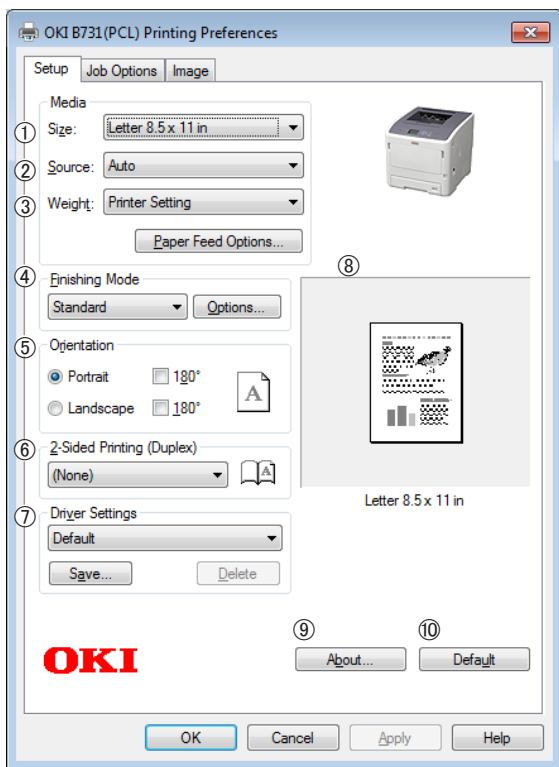 OKI B731(PCL) Printing Preferences
Setup Job Options Image
Media
① Size: Letter 8.5 x 11 in
② Source: Auto
③ Weight: Printer Setting
Paper Feed Options...
⑧
④ Finishing Mode
Standard Options...
⑤ Orientation
Portrait 180°
A
Landscape 180°
⑥ 2-Sided Printing (Duplex)
(None) A
Letter 8.5 x 11 in
⑦ Driver Settings
Default
Save... Delete
⑨ ⑩
OKI About... Default
OK Cancel Apply Help